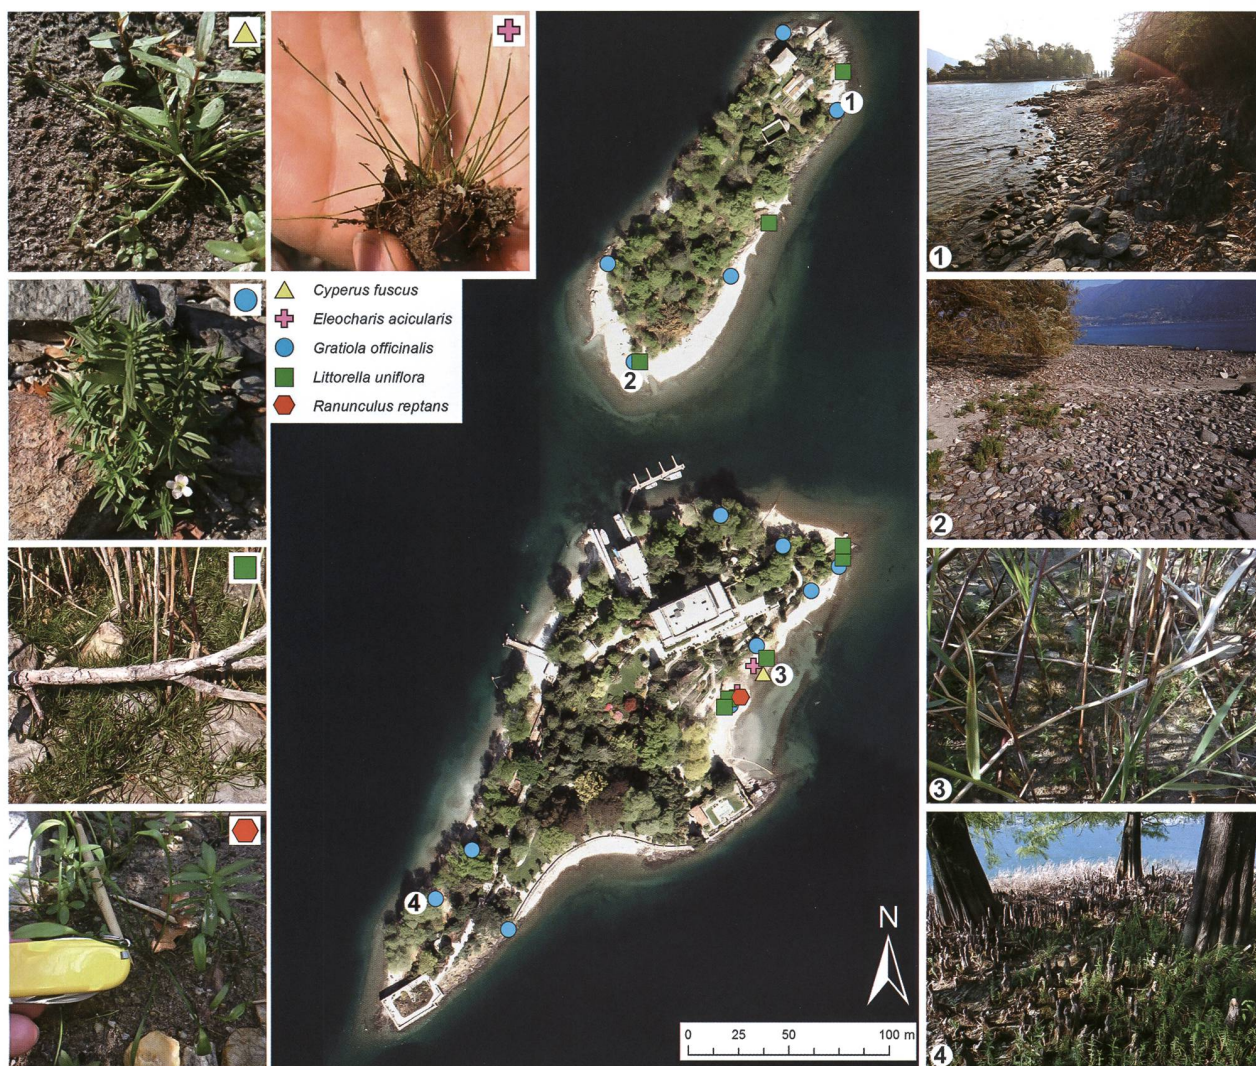 1
Cyperus fuscus
Eleocharis acicularis
Gratiola officinalis
Littorella uniflora
Ranunculus reptans
2
3
4
N
0 25 50 100 m
1
2
3
4